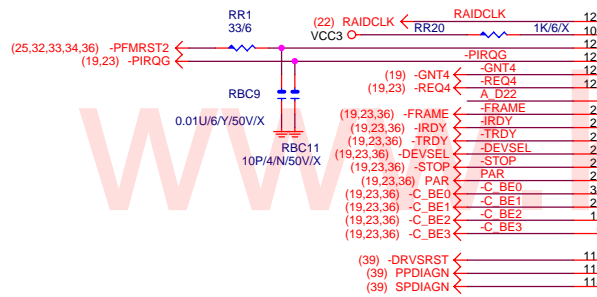 RR1
33/6
(22) RAIDCLK RAIDCLK 12
VCC3 RR20 1K/6/X 10
(25,32,33,34,36) -PFMRST2 12
(19,23) -PIRQG -PIRQG 12
(19) -GNT4 -GNT4 12
(19,23) -REQ4 -REQ4 12
A_D22
RBC9
0.01U/6/Y/50V/X
RBC11
10P/4/N/50V/X
(19,23,36) -FRAME -FRAME 2
(19,23,36) -IRDY -IRDY 2
(19,23,36) -TRDY -TRDY 2
(19,23,36) -DEVSEL -DEVSEL 2
(19,23,36) -STOP -STOP 2
(19,23,36) PAR PAR 2
(19,23,36) -C_BE0 -C_BE0 3
(19,23,36) -C_BE1 -C_BE1 2
(19,23,36) -C_BE2 -C_BE2 1
(19,23,36) -C_BE3 -C_BE3
(39) -DRVSRST 11
(39) PPDIAGN 11
(39) SPDIAGN 11